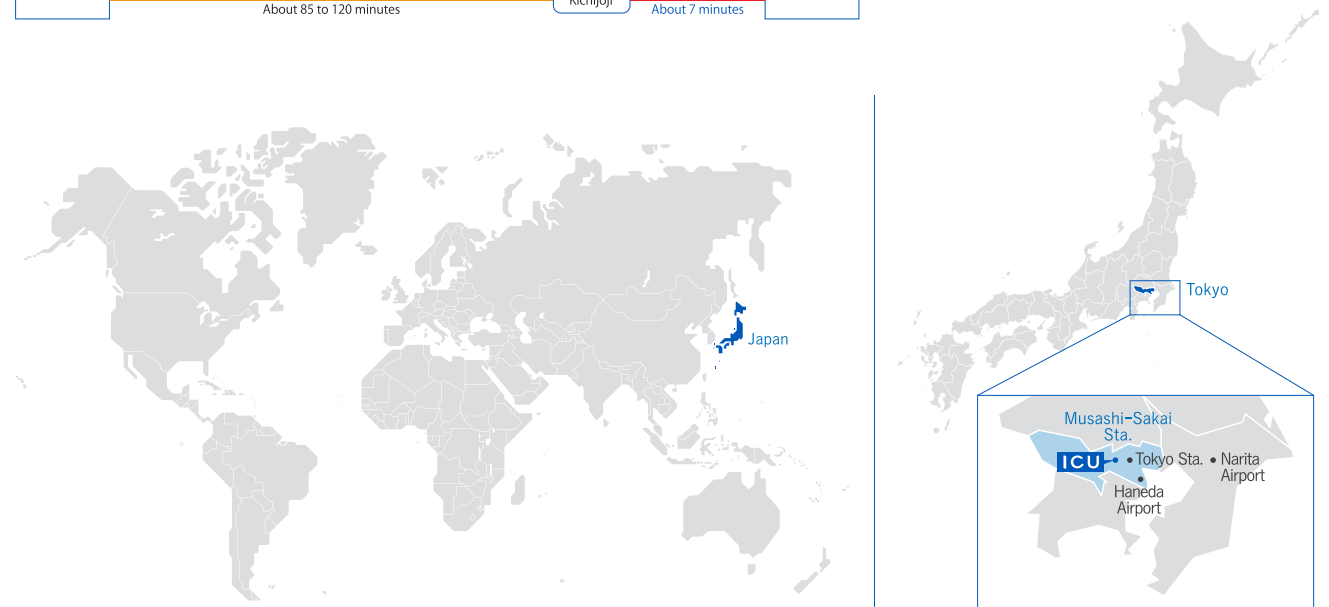 Kichijoji
About 85 to 120 minutes
About 7 minutes
Japan
Tokyo
Musashi-Sakai
Sta.
ICU
Tokyo Sta.
Narita
Airport
Haneda
Airport